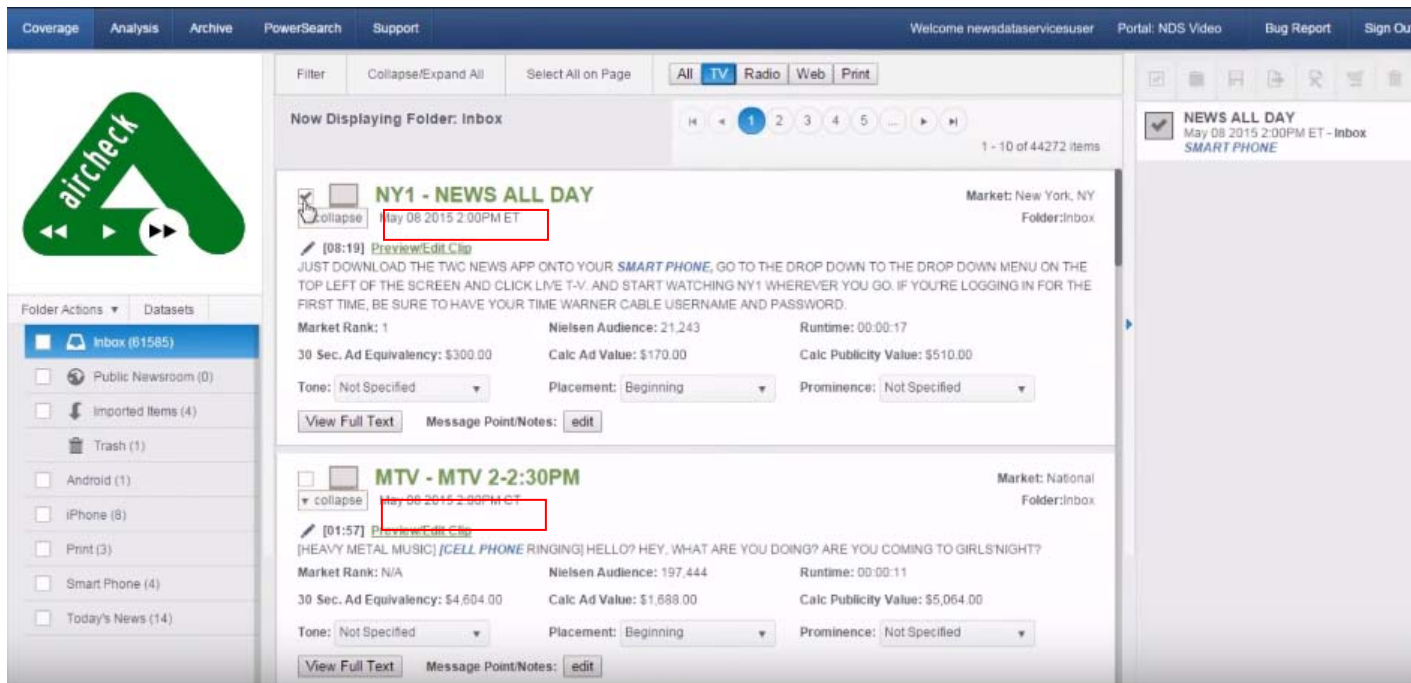 Coverage Analysis Archive PowerSearch Support Welcome newsdataservicesuser Portal: NDS Video Bug Report Sign Ou
aircheck
Filter Collapse/Expand All Select All on Page All TV Radio Web Print
Now Displaying Folder: Inbox
1 2 3 4 5 ...
1 - 10 of 44272 items
NY1 - NEWS ALL DAY
Market: New York, NY
collapse May 08 2015 2:00PM ET
Folder:Inbox
[08:19] Preview/Edit Clip
JUST DOWNLOAD THE TWC NEWS APP ONTO YOUR SMART PHONE, GO TO THE DROP DOWN TO THE DROP DOWN MENU ON THE
TOP LEFT OF THE SCREEN AND CLICK LIVE T-V. AND START WATCHING NY1 WHEREVER YOU GO. IF YOU'RE LOGGING IN FOR THE
FIRST TIME, BE SURE TO HAVE YOUR TIME WARNER CABLE USERNAME AND PASSWORD.
Market Rank: 1 Nielsen Audience: 21,243 Runtime: 00:00:17
30 Sec. Ad Equivalency: $300.00 Calc Ad Value: $170.00 Calc Publicity Value: $510.00
Tone: Not Specified Placement: Beginning Prominence: Not Specified
View Full Text Message Point/Notes: edit
MTV - MTV 2-2:30PM
Market: National
collapse May 08 2015 2:00PM CT
Folder:Inbox
[01:57] Preview/Edit Clip
[HEAVY METAL MUSIC] [CELL PHONE RINGING] HELLO? HEY, WHAT ARE YOU DOING? ARE YOU COMING TO GIRLS'NIGHT?
Market Rank: N/A Nielsen Audience: 197,444 Runtime: 00:00:11
30 Sec. Ad Equivalency: $4,604.00 Calc Ad Value: $1,688.00 Calc Publicity Value: $5,064.00
Tone: Not Specified Placement: Beginning Prominence: Not Specified
View Full Text Message Point/Notes: edit
Folder Actions Datasets
Inbox (61585)
Public Newsroom (0)
Imported Items (4)
Trash (1)
Android (1)
iPhone (8)
Print (3)
Smart Phone (4)
Today's News (14)
NEWS ALL DAY
May 08 2015 2:00PM ET - Inbox
SMART PHONE